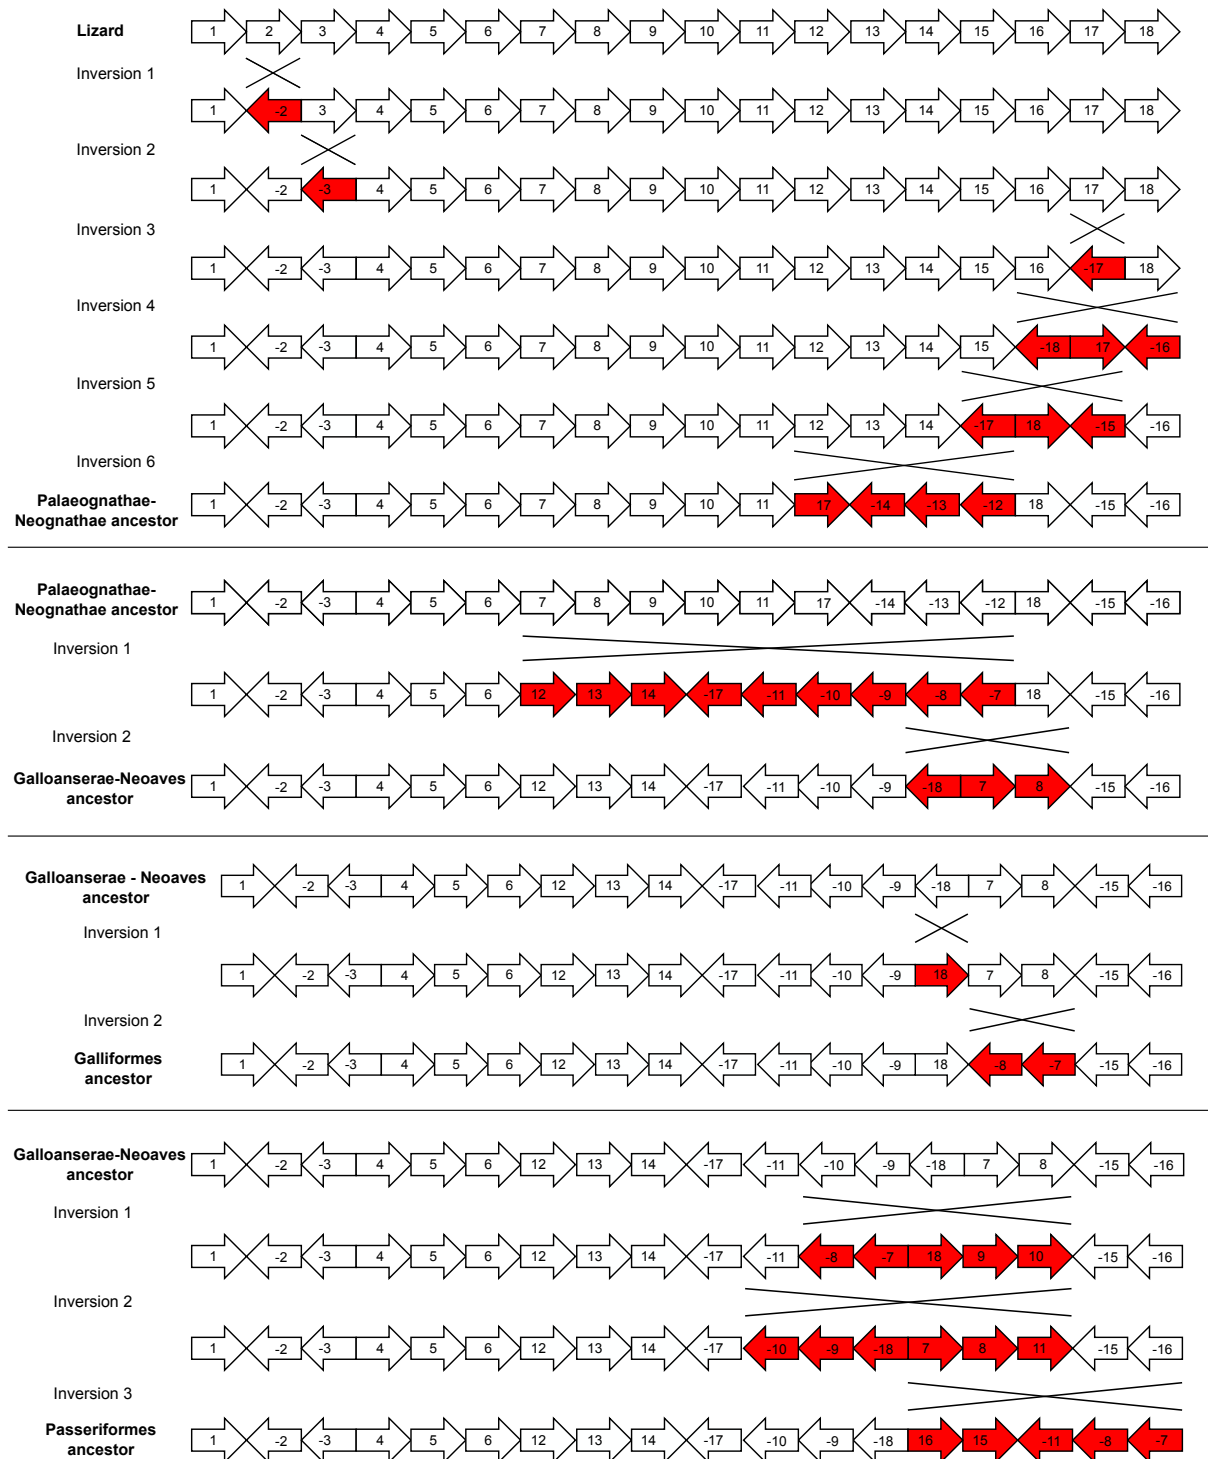 Lizard 1 2 3 4 5 6 7 8 9 10 11 12 13 14 15 16 17 18
Inversion 1
1 -2 3 4 5 6 7 8 9 10 11 12 13 14 15 16 17 18
Inversion 2
1 -2 -3 4 5 6 7 8 9 10 11 12 13 14 15 16 17 18
Inversion 3
1 -2 -3 4 5 6 7 8 9 10 11 12 13 14 15 16 -17 18
Inversion 4
1 -2 -3 4 5 6 7 8 9 10 11 12 13 14 15 -18 17 -16
Inversion 5
1 -2 -3 4 5 6 7 8 9 10 11 12 13 14 -17 18 -15 -16
Inversion 6
Palaeognathae-
Neognathae ancestor
1 -2 -3 4 5 6 7 8 9 10 11 17 -14 -13 -12 18 -15 -16
Palaeognathae-
Neognathae ancestor
1 -2 -3 4 5 6 7 8 9 10 11 17 -14 -13 -12 18 -15 -16
Inversion 1
1 -2 -3 4 5 6 12 13 14 -17 -11 -10 -9 -8 -7 18 -15 -16
Inversion 2
Galloanserae-Neoaves
ancestor
1 -2 -3 4 5 6 12 13 14 -17 -11 -10 -9 -18 7 8 -15 -16
Galloanserae - Neoaves
ancestor
1 -2 -3 4 5 6 12 13 14 -17 -11 -10 -9 -18 7 8 -15 -16
Inversion 1
1 -2 -3 4 5 6 12 13 14 -17 -11 -10 -9 18 7 8 -15 -16
Inversion 2
Galliformes
ancestor
1 -2 -3 4 5 6 12 13 14 -17 -11 -10 -9 18 -8 -7 -15 -16
Galloanserae-Neoaves
ancestor
1 -2 -3 4 5 6 12 13 14 -17 -11 -10 -9 -18 7 8 -15 -16
Inversion 1
1 -2 -3 4 5 6 12 13 14 -17 -11 -8 -7 18 9 10 -15 -16
Inversion 2
1 -2 -3 4 5 6 12 13 14 -17 -10 -9 -18 7 8 11 -15 -16
Inversion 3
Passeriformes
ancestor
1 -2 -3 4 5 6 12 13 14 -17 -10 -9 -18 16 15 -11 -8 -7